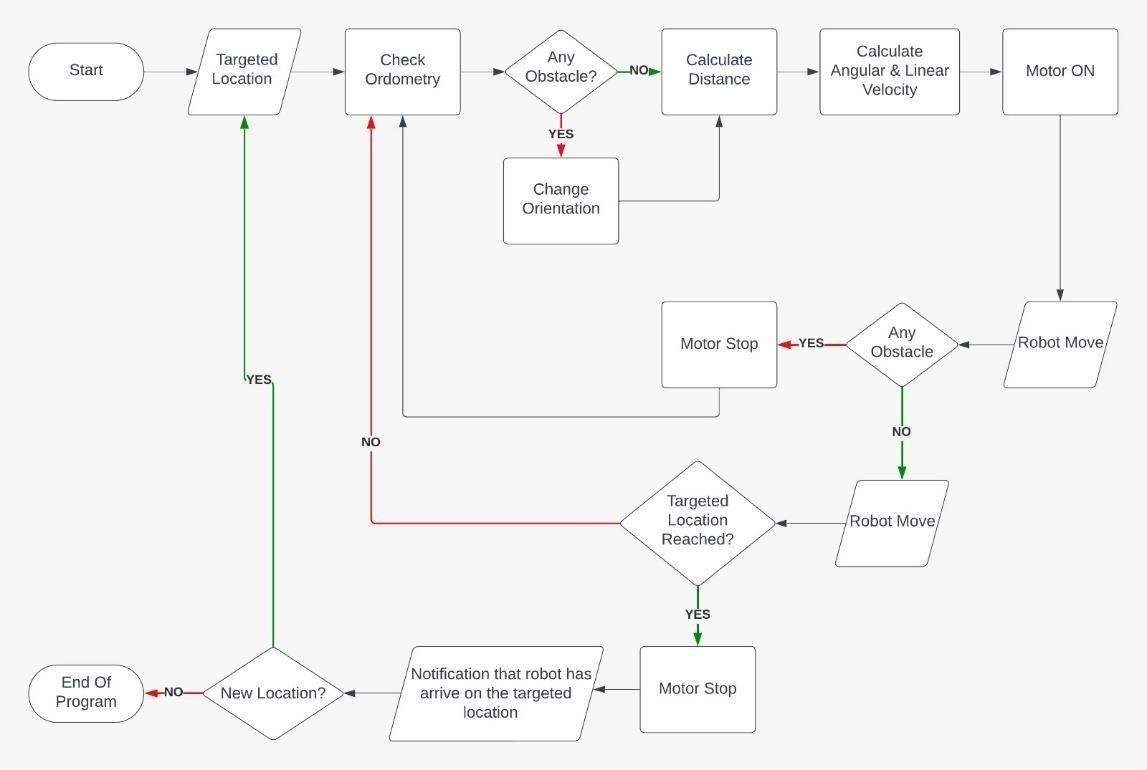 Start
Targeted
Location
Check
Ordometry
Any
Obstacle?
NO
Calculate
Distance
Calculate
Angular & Linear
Velocity
Motor ON
YES
Change
Orientation
Motor Stop
YES
Any
Obstacle
Robot Move
YES
NO
NO
Targeted
Location
Reached?
Robot Move
YES
End Of
Program
NO
New Location?
Notification that robot has
arrive on the targeted
location
Motor Stop